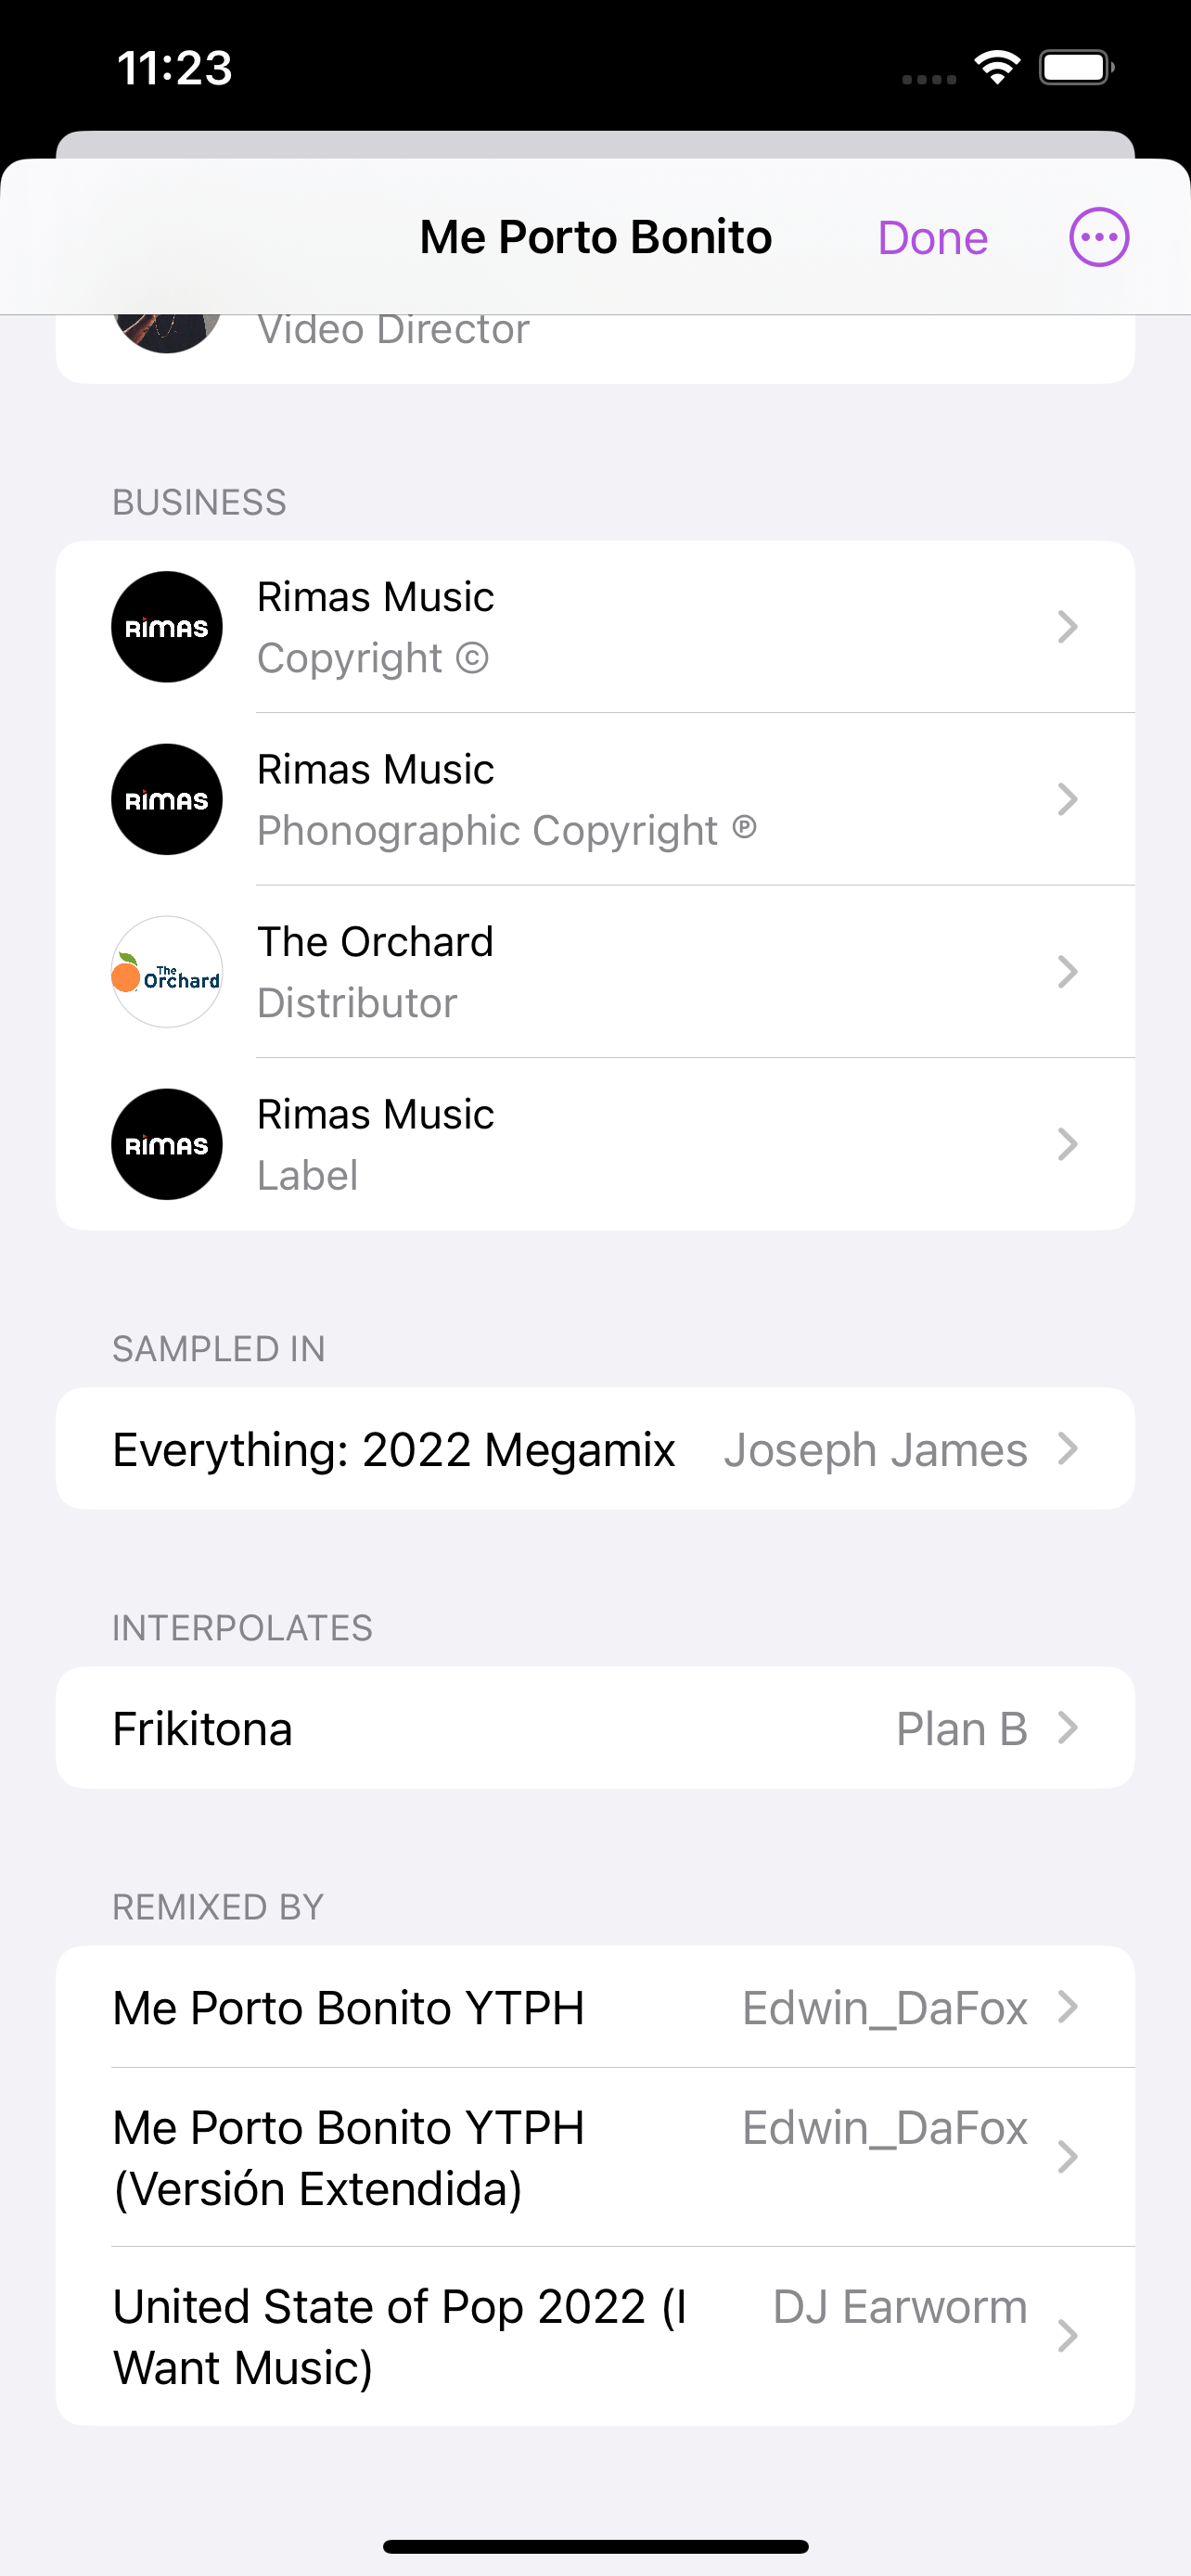 11:23
Me Porto Bonito
Done
Video Director
BUSINESS
RIMAS
Rimas Music
Copyright ©
RIMAS
Rimas Music
Phonographic Copyright ℗
The
Orchard
The Orchard
Distributor
RIMAS
Rimas Music
Label
SAMPLED IN
Everything: 2022 Megamix Joseph James
INTERPOLATES
Frikitona Plan B
REMIXED BY
Me Porto Bonito YTPH Edwin_DaFox
Me Porto Bonito YTPH Edwin_DaFox
(Versión Extendida)
United State of Pop 2022 (I DJ Earworm
Want Music)